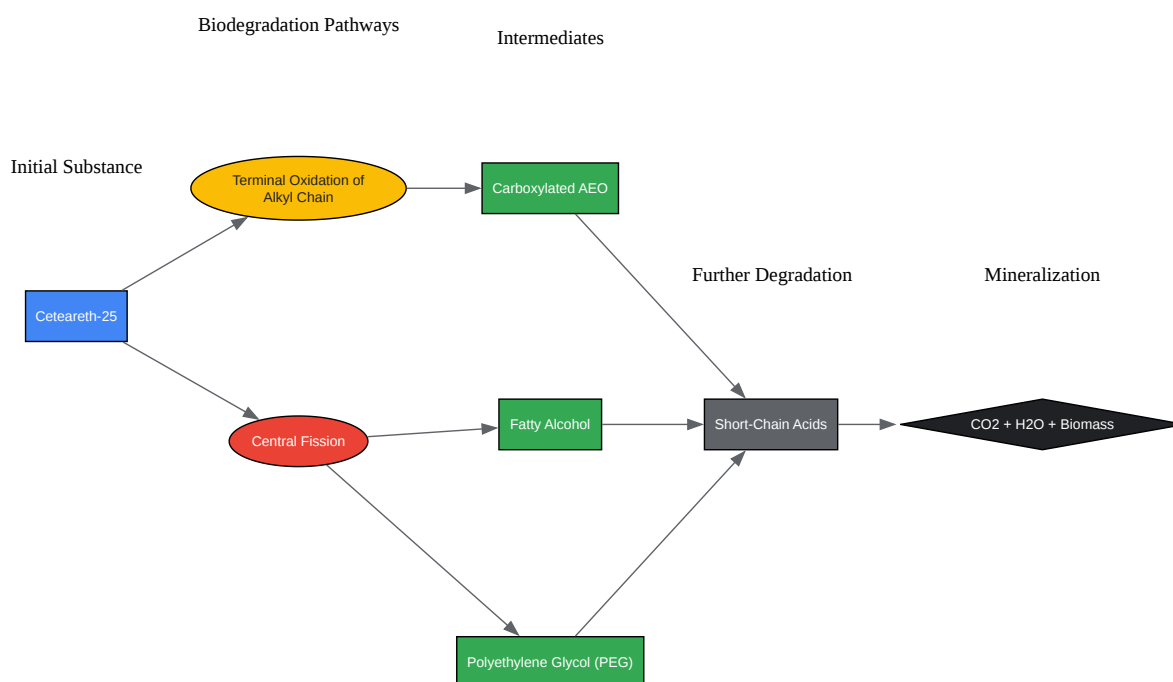 Biodegradation Pathways
Intermediates
Initial Substance
Terminal Oxidation of
Alkyl Chain
Carboxylated AEO
Further Degradation
Mineralization
Ceteareth-25
Central Fission
Fatty Alcohol
Short-Chain Acids
CO2 + H2O + Biomass
Polyethylene Glycol (PEG)